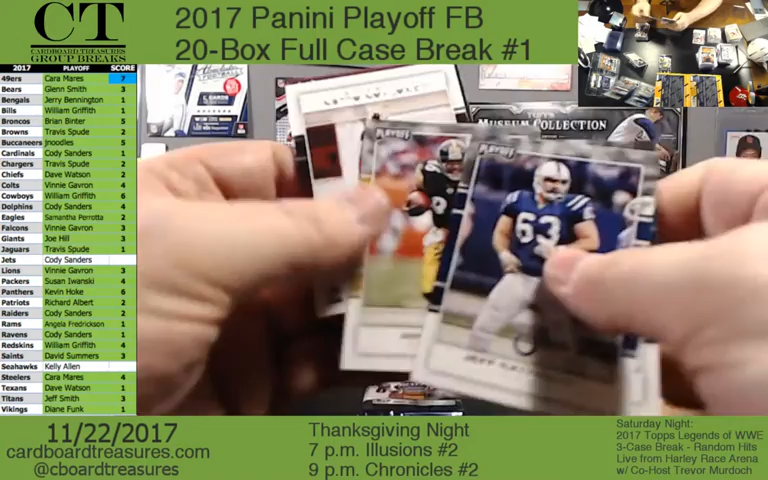 CT
CARDBOARD TREASURES
GROUP BREAKS
2017 Panini Playoff FB
20-Box Full Case Break #1
2017 PLAYOFF SCORE
49ers Cara Mares 7
Bears Glenn Smith 3
Bengals Jerry Bennington 1
Bills William Griffith 1
Broncos Brian Binter 5
Browns Travis Spude 2
Buccaneers Jnoodles 5
Cardinals Cody Sanders 1
Chargers Travis Spude 2
Chiefs Dave Watson 2
Colts Vinnie Gavron 4
Cowboys William Griffith 6
Dolphins Cody Sanders 4
Eagles Samantha Perrotta 2
Falcons Vinnie Gavron 3
Giants Joe Hill 3
Jaguars Travis Spude 1
Jets Cody Sanders
Lions Vinnie Gavron 3
Packers Susan Iwanski 4
Panthers Kevin Hoke 6
Patriots Richard Albert 2
Raiders Cody Sanders 2
Rams Angela Fredrickson 1
Ravens Cody Sanders 1
Redskins William Griffith 4
Saints David Summers 3
Seahawks Kelly Allen
Steelers Cara Mares 4
Texans Dave Watson 1
Titans Jeff Smith 3
Vikings Diane Funk 1
TOPPS
MUSEUM COLLECTION
PLAYOFF
PLAYOFF
63
11/22/2017
cardboardtreasures.com
@cboardtreasures
Thanksgiving Night
7 p.m. Illusions #2
9 p.m. Chronicles #2
Saturday Night:
2017 Topps Legends of WWE
3-Case Break - Random Hits
Live from Harley Race Arena
w/ Co-Host Trevor Murdoch